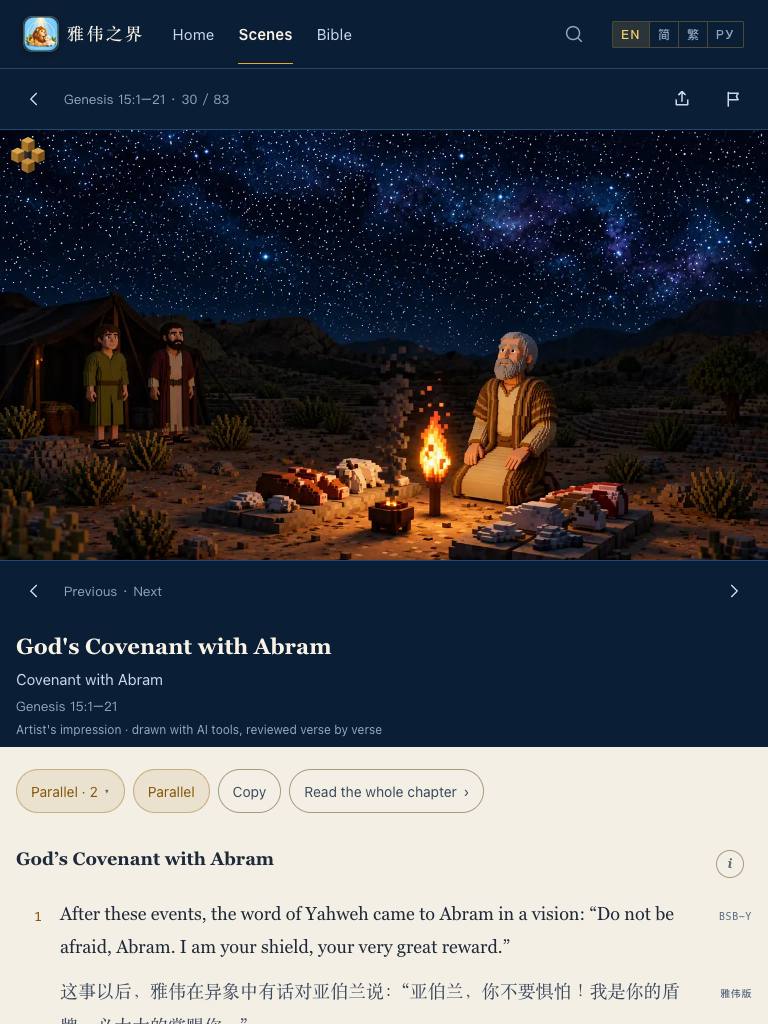 雅伟之界 Home Scenes Bible EN 简 繁 РУ
Genesis 15:1–21 · 30 / 83
Previous · Next
God's Covenant with Abram
Covenant with Abram
Genesis 15:1–21
Artist's impression · drawn with AI tools, reviewed verse by verse
Parallel · 2 Parallel Copy Read the whole chapter ›
God’s Covenant with Abram i
1 After these events, the word of Yahweh came to Abram in a vision: “Do not be BSB-Y
afraid, Abram. I am your shield, your very great reward.”
这事以后，雅伟在异象中有话对亚伯兰说：“亚伯兰，你不要惧怕！我是你的盾 雅伟版